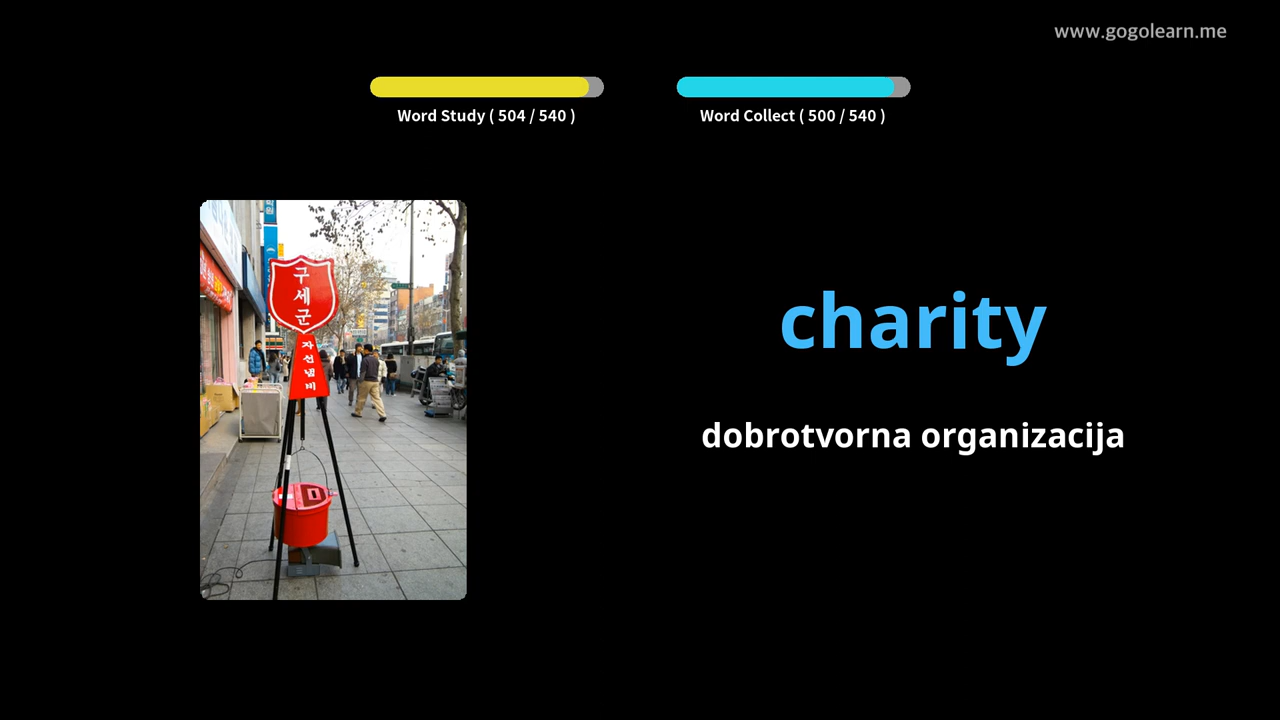 www.gogolearn.me
Word Study ( 504 / 540 )
Word Collect ( 500 / 540 )
구세군
자선냄비
charity
dobrotvorna organizacija